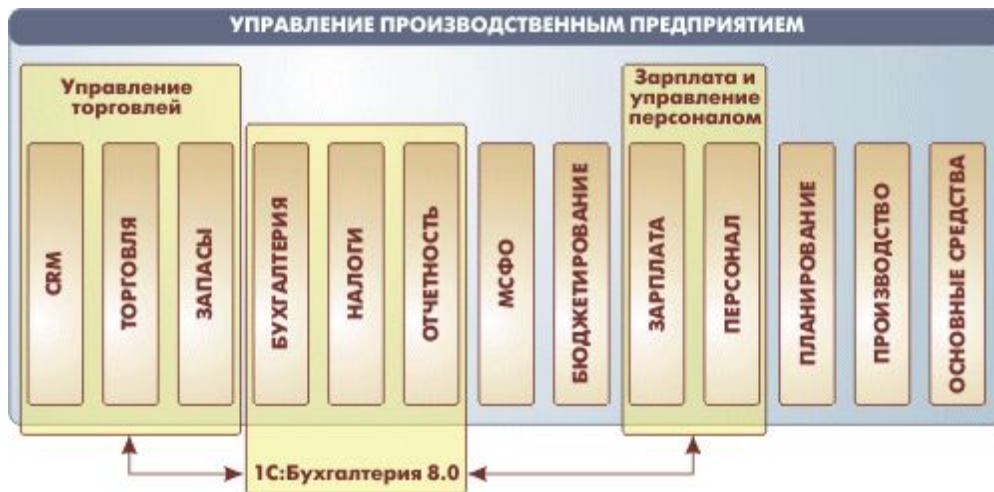 УПРАВЛЕНИЕ ПРОИЗВОДСТВЕННЫМ ПРЕДПРИЯТИЕМ
Управление
торговлей
Зарплата и
управление
персоналом
CRM
ТОРГОВЛЯ
ЗАПАСЫ
БУХГАЛТЕРИЯ
НАЛОГИ
ОТЧЕТНОСТЬ
МСФО
БЮДЖЕТИРОВАНИЕ
ЗАРПЛАТА
ПЕРСОНАЛ
ПЛАНИРОВАНИЕ
ПРОИЗВОДСТВО
ОСНОВНЫЕ СРЕДСТВА
1С:Бухгалтерия 8.0